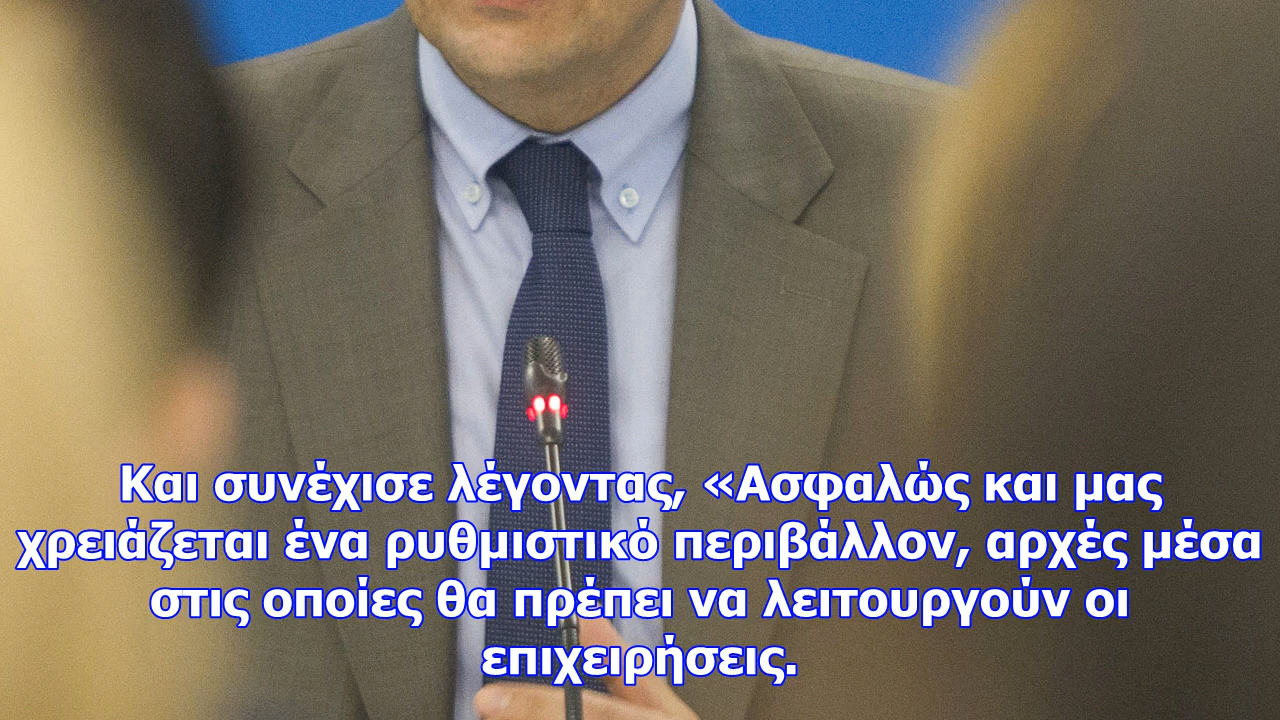 Και συνέχισε λέγοντας, «Ασφαλώς και μας
χρειάζεται ένα ρυθμιστικό περιβάλλον, αρχές μέσα
στις οποίες θα πρέπει να λειτουργούν οι
επιχειρήσεις.